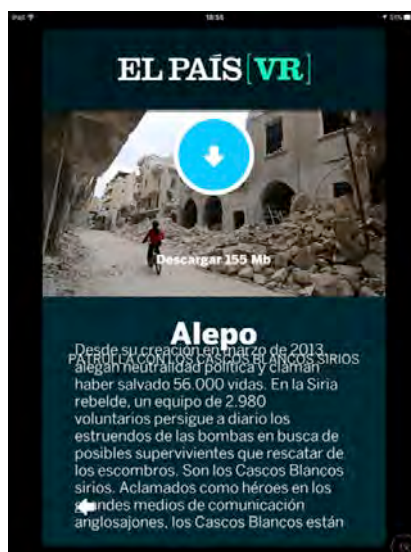 iPad
18:56
51%
EL PAÍS [VR]
Descargar 155 Mb
Alepo
PATRULLA CON LOS CASCOS BLANCOS SIRIOS
Desde su creación en marzo de 2013,
alegan neutralidad política y claman
haber salvado 56.000 vidas. En la Siria
rebelde, un equipo de 2.980
voluntarios persigue a diario los
estruendos de las bombas en busca de
posibles supervivientes que rescatar de
los escombros. Son los Cascos Blancos
sirios. Aclamados como héroes en los
grandes medios de comunicación
anglosajones, los Cascos Blancos están